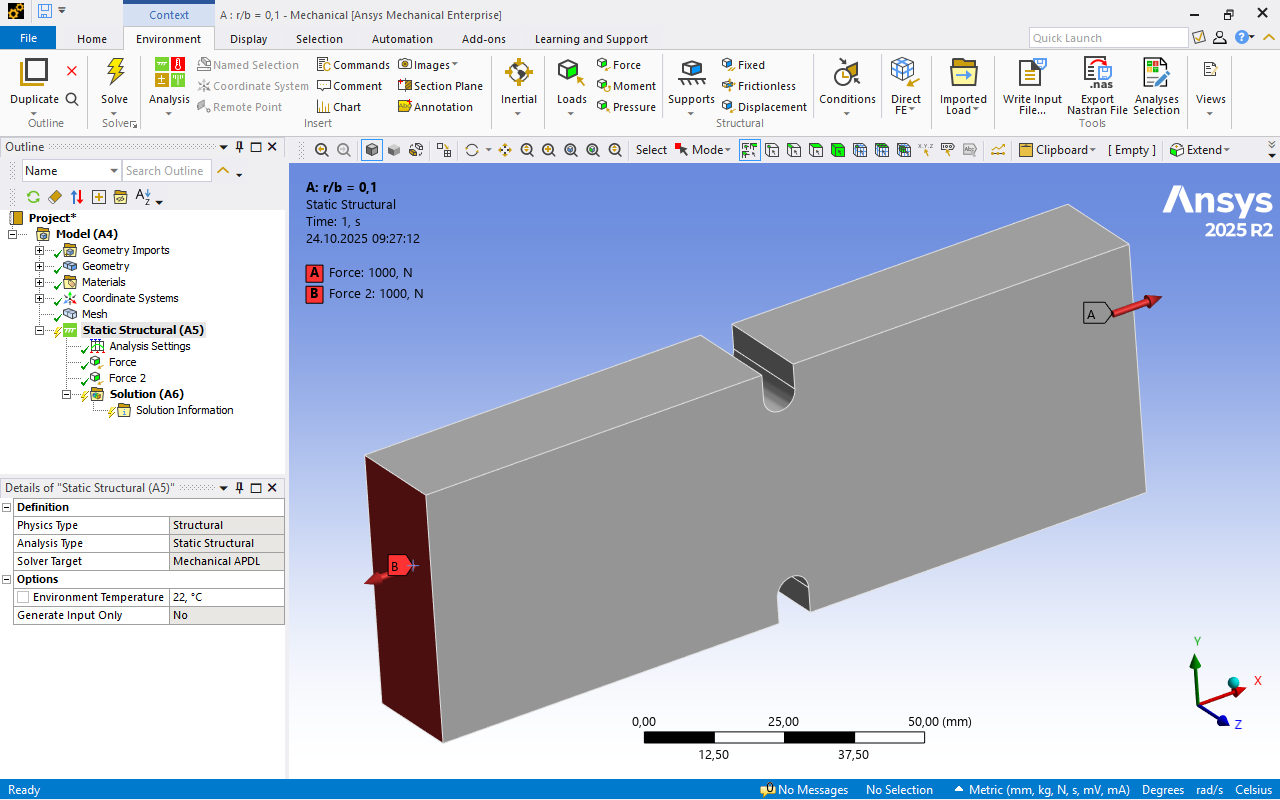 Context
A : r/b = 0,1 - Mechanical [Ansys Mechanical Enterprise]
File Home Environment Display Selection Automation Add-ons Learning and Support
Quick Launch
Duplicate
Outline
Solve
Solver
Analysis
Named Selection
Coordinate System
Remote Point
Commands
Comment
Chart
Images
Section Plane
Annotation
Insert
Inertial
Loads
Force
Moment
Pressure
Supports
Fixed
Frictionless
Displacement
Structural
Conditions
Direct
FE
Imported
Load
Write Input
File...
.nas
Export
Nastran File
Analyses
Selection
Tools
Views
Outline
Name Search Outline
Select Mode Clipboard [ Empty ] Extend
Project*
Model (A4)
Geometry Imports
Geometry
Materials
Coordinate Systems
Mesh
Static Structural (A5)
Analysis Settings
Force
Force 2
Solution (A6)
Solution Information
Details of "Static Structural (A5)"
Definition
Physics Type Structural
Analysis Type Static Structural
Solver Target Mechanical APDL
Options
Environment Temperature 22, °C
Generate Input Only No
A: r/b = 0,1
Static Structural
Time: 1, s
24.10.2025 09:27:12
A Force: 1000, N
B Force 2: 1000, N
Ansys
2025 R2
A
B
Y
X
Z
0,00 25,00 50,00 (mm)
12,50 37,50
Ready
0 No Messages No Selection Metric (mm, kg, N, s, mV, mA) Degrees rad/s Celsius